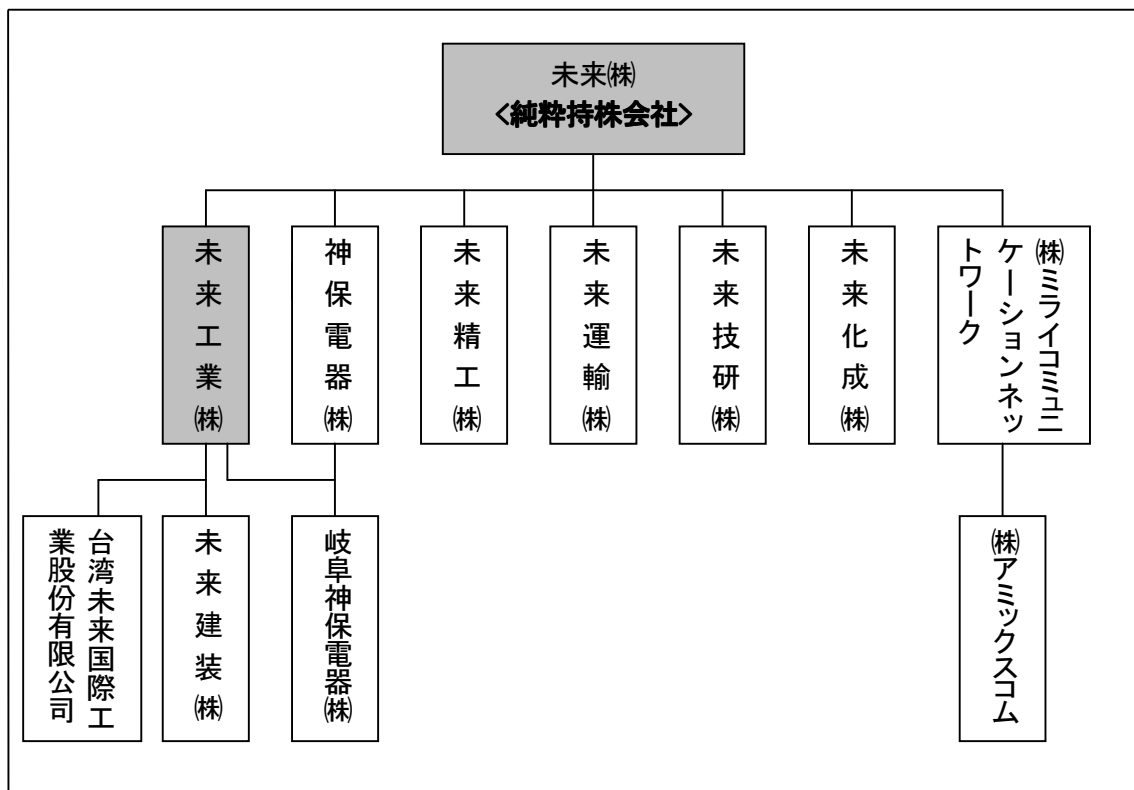 未来㈱
<純粋持株会社>
未来工業㈱
神保電器㈱
未来精工㈱
未来運輸㈱
未来技研㈱
未来化成㈱
㈱ミライコミュニ
ケーションネッ
トワーク
台湾未来国際工
業股份有限公司
未来建装㈱
岐阜神保電器㈱
㈱アミックスコム